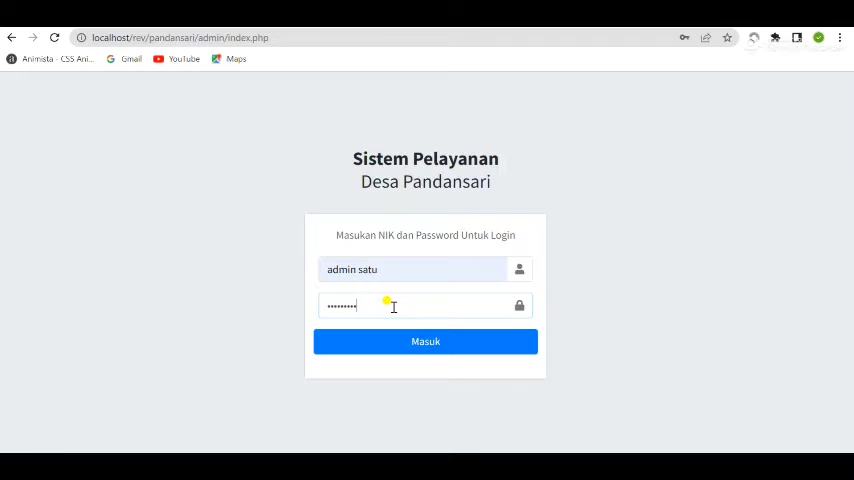 localhost/rev/pandansari/admin/index.php
Animista - CSS Ani... Gmail YouTube Maps
Sistem Pelayanan
Desa Pandansari
Masukan NIK dan Password Untuk Login
admin satu
•••••••••
Masuk